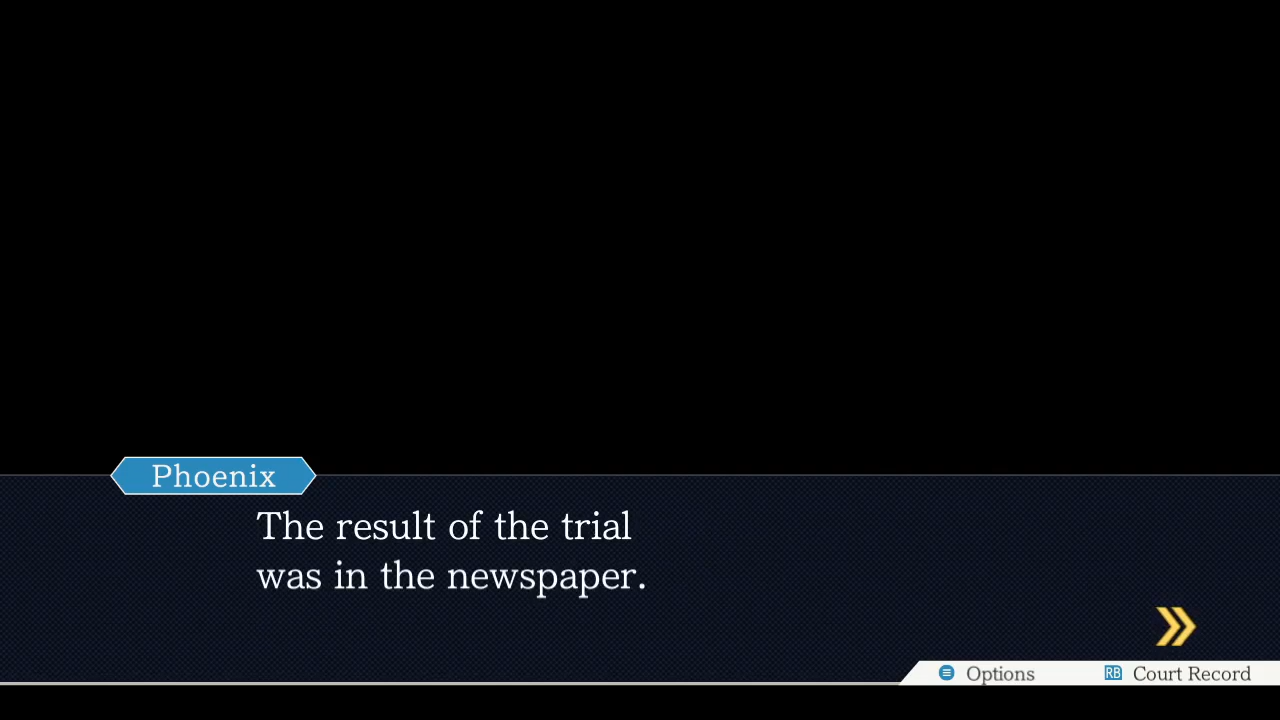 Phoenix
The result of the trial
was in the newspaper.
Options
RB Court Record